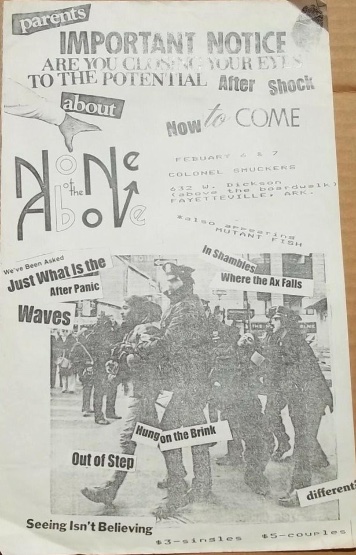 parents
IMPORTANT NOTICE
ARE YOU CLOSING YOUR EYES
TO THE POTENTIAL After Shock
about
Now to COME
None
of the
Above
FEBUARY 6 & 7
COLONEL SMUCKERS
632 W. Dickson
(above the boardwalk)
FAYETTEVILLE, ARK.
*also appearing
MUTANT FISH
We've Been Asked
Just What Is the
After Panic
Waves
In Shambles
Where the Ax Falls
Hung on the Brink
Out of Step
different
Seeing Isn't Believing
$3-singles $5-couples